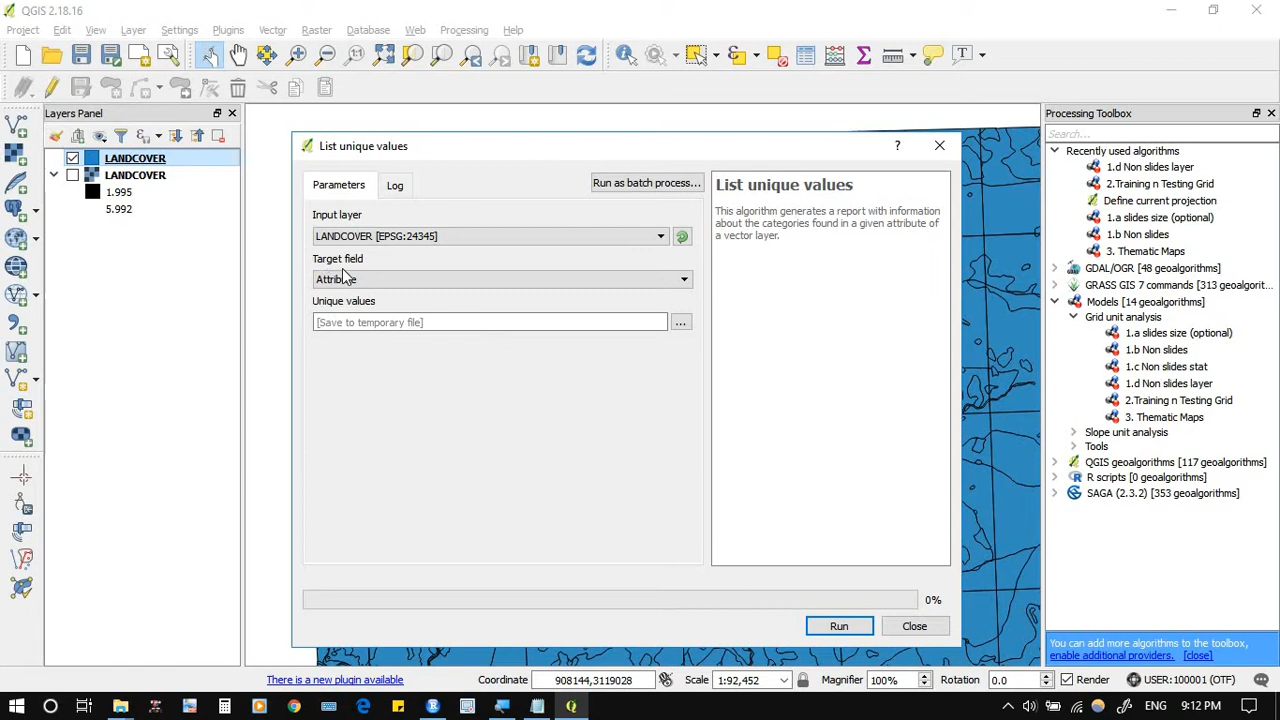 QGIS 2.18.16
Project Edit View Layer Settings Plugins Vector Raster Database Web Processing Help
Layers Panel
LANDCOVER
LANDCOVER
1.995
5.992
List unique values
Parameters
Log
Run as batch process...
Input layer
LANDCOVER [EPSG:24345]
Target field
Attribute
Unique values
[Save to temporary file]
...
List unique values
This algorithm generates a report with information
about the categories found in a given attribute of
a vector layer.
0%
Run
Close
Processing Toolbox
Search...
Recently used algorithms
1.d Non slides layer
2.Training n Testing Grid
Define current projection
1.a slides size (optional)
1.b Non slides
3. Thematic Maps
GDAL/OGR [48 geoalgorithms]
GRASS GIS 7 commands [313 geoalgorit...
Models [14 geoalgorithms]
Grid unit analysis
1.a slides size (optional)
1.b Non slides
1.c Non slides stat
1.d Non slides layer
2.Training n Testing Grid
3. Thematic Maps
Slope unit analysis
Tools
QGIS geoalgorithms [117 geoalgorithms]
R scripts [0 geoalgorithms]
SAGA (2.3.2) [353 geoalgorithms]
You can add more algorithms to the toolbox,
enable additional providers. [close]
There is a new plugin available
Coordinate 908144,3119028
Scale 1:92,452
Magnifier 100%
Rotation 0.0
Render
USER:100001 (OTF)
ENG 9:12 PM